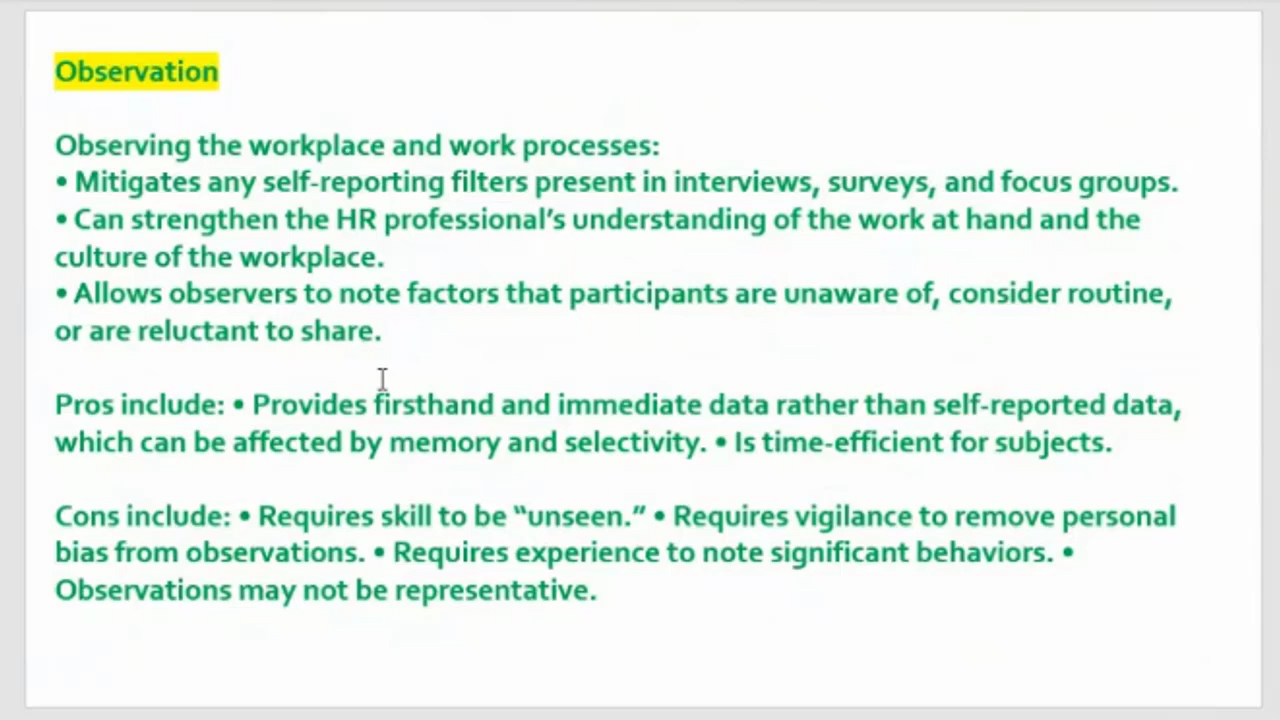 Observation
Observing the workplace and work processes:
• Mitigates any self-reporting filters present in interviews, surveys, and focus groups.
• Can strengthen the HR professional’s understanding of the work at hand and the
culture of the workplace.
• Allows observers to note factors that participants are unaware of, consider routine,
or are reluctant to share.
Pros include: • Provides firsthand and immediate data rather than self-reported data,
which can be affected by memory and selectivity. • Is time-efficient for subjects.
Cons include: • Requires skill to be “unseen.” • Requires vigilance to remove personal
bias from observations. • Requires experience to note significant behaviors. •
Observations may not be representative.